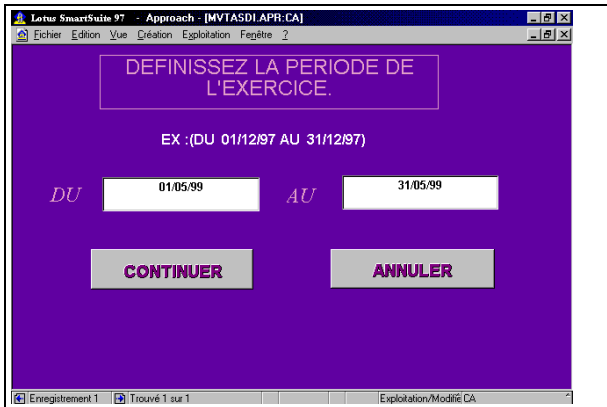 Lotus SmartSuite 97 - Approach - [MVTASDI.APR:CA]
Fichier Edition Vue Création Exploitation Fenêtre ?
DEFINISSEZ LA PERIODE DE
L'EXERCICE.
EX :(DU 01/12/97 AU 31/12/97)
DU 01/05/99 AU 31/05/99
CONTINUER ANNULER
Enregistrement 1 Trouvé 1 sur 1 Exploitation/Modifié CA